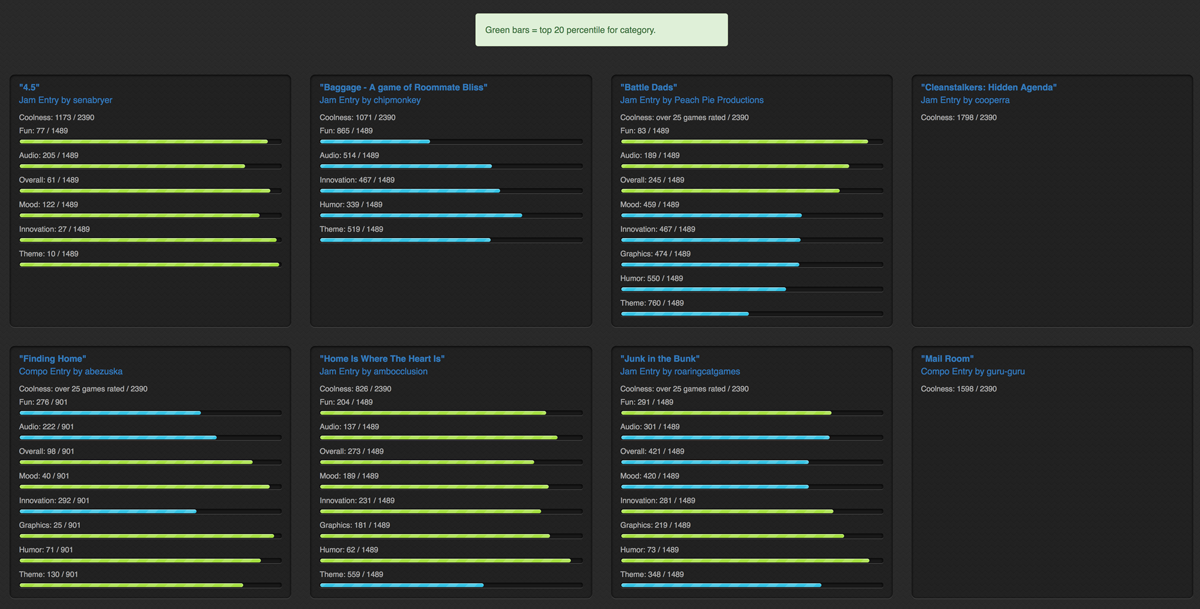 Green bars = top 20 percentile for category.
"4.5"
Jam Entry by senabryer
Coolness: 1173 / 2390
Fun: 77 / 1489
Audio: 205 / 1489
Overall: 61 / 1489
Mood: 122 / 1489
Innovation: 27 / 1489
Theme: 10 / 1489
"Baggage - A game of Roommate Bliss"
Jam Entry by chipmonkey
Coolness: 1071 / 2390
Fun: 865 / 1489
Audio: 514 / 1489
Innovation: 467 / 1489
Humor: 339 / 1489
Theme: 519 / 1489
"Battle Dads"
Jam Entry by Peach Pie Productions
Coolness: over 25 games rated / 2390
Fun: 83 / 1489
Audio: 189 / 1489
Overall: 245 / 1489
Mood: 459 / 1489
Innovation: 467 / 1489
Graphics: 474 / 1489
Humor: 550 / 1489
Theme: 760 / 1489
"Cleanstalkers: Hidden Agenda"
Jam Entry by cooperra
Coolness: 1798 / 2390
"Finding Home"
Compo Entry by abezuska
Coolness: over 25 games rated / 2390
Fun: 276 / 901
Audio: 222 / 901
Overall: 98 / 901
Mood: 40 / 901
Innovation: 292 / 901
Graphics: 25 / 901
Humor: 71 / 901
Theme: 130 / 901
"Home Is Where The Heart Is"
Jam Entry by ambocclusion
Coolness: 826 / 2390
Fun: 204 / 1489
Audio: 137 / 1489
Overall: 273 / 1489
Mood: 189 / 1489
Innovation: 231 / 1489
Graphics: 181 / 1489
Humor: 62 / 1489
Theme: 559 / 1489
"Junk in the Bunk"
Jam Entry by roaringcatgames
Coolness: over 25 games rated / 2390
Fun: 291 / 1489
Audio: 301 / 1489
Overall: 421 / 1489
Mood: 420 / 1489
Innovation: 281 / 1489
Graphics: 219 / 1489
Humor: 73 / 1489
Theme: 348 / 1489
"Mail Room"
Compo Entry by guru-guru
Coolness: 1598 / 2390